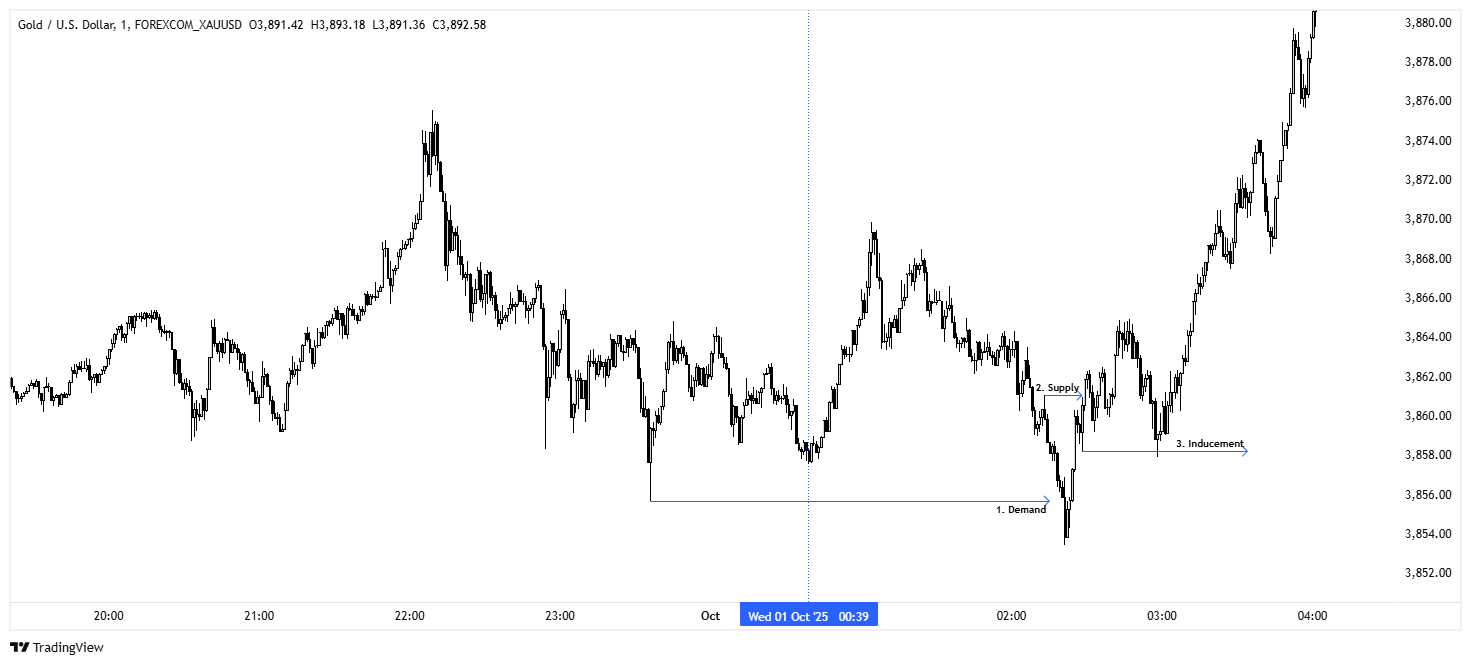 Gold / U.S. Dollar, 1, FOREXCOM_XAUUSD O3,891.42 H3,893.18 L3,891.36 C3,892.58
3,880.00
3,878.00
3,876.00
3,874.00
3,872.00
3,870.00
3,868.00
3,866.00
3,864.00
3,862.00
3,860.00
3,858.00
3,856.00
3,854.00
3,852.00
2. Supply
3. Inducement
1. Demand
20:00 21:00 22:00 23:00 Oct Wed 01 Oct '25 00:39 02:00 03:00 04:00
TradingView